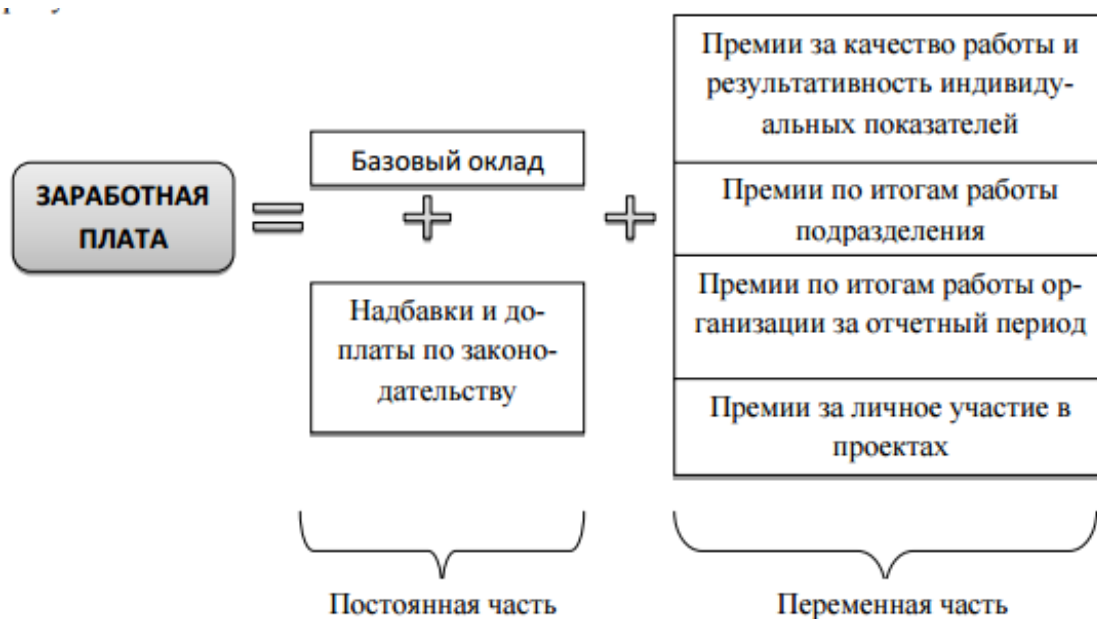 ЗАРАБОТНАЯ
ПЛАТА
=
Базовый оклад
+
Надбавки и до-
платы по законо-
дательству
+
Премии за качество работы и
результативность индивиду-
альных показателей
Премии по итогам работы
подразделения
Премии по итогам работы ор-
ганизации за отчетный период
Премии за личное участие в
проектах
Постоянная часть
Переменная часть